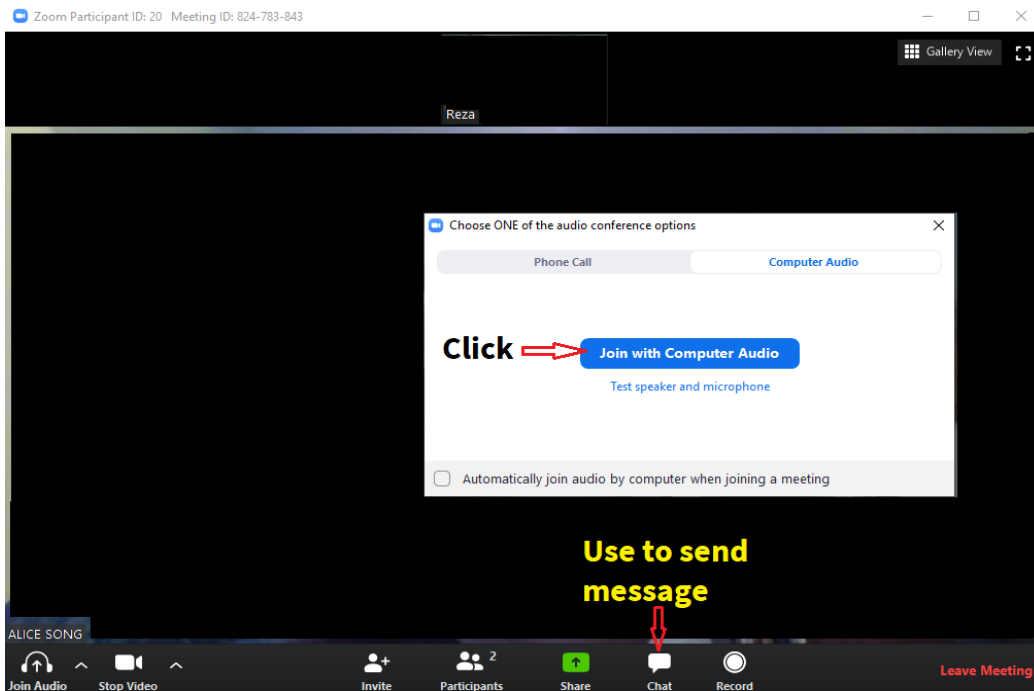 Zoom Participant ID: 20 Meeting ID: 824-783-843
Gallery View
Reza
Choose ONE of the audio conference options
Phone Call
Computer Audio
Click
Join with Computer Audio
Test speaker and microphone
Automatically join audio by computer when joining a meeting
Use to send
message
ALICE SONG
2
Join Audio
Stop Video
Invite
Participants
Share
Chat
Record
Leave Meeting